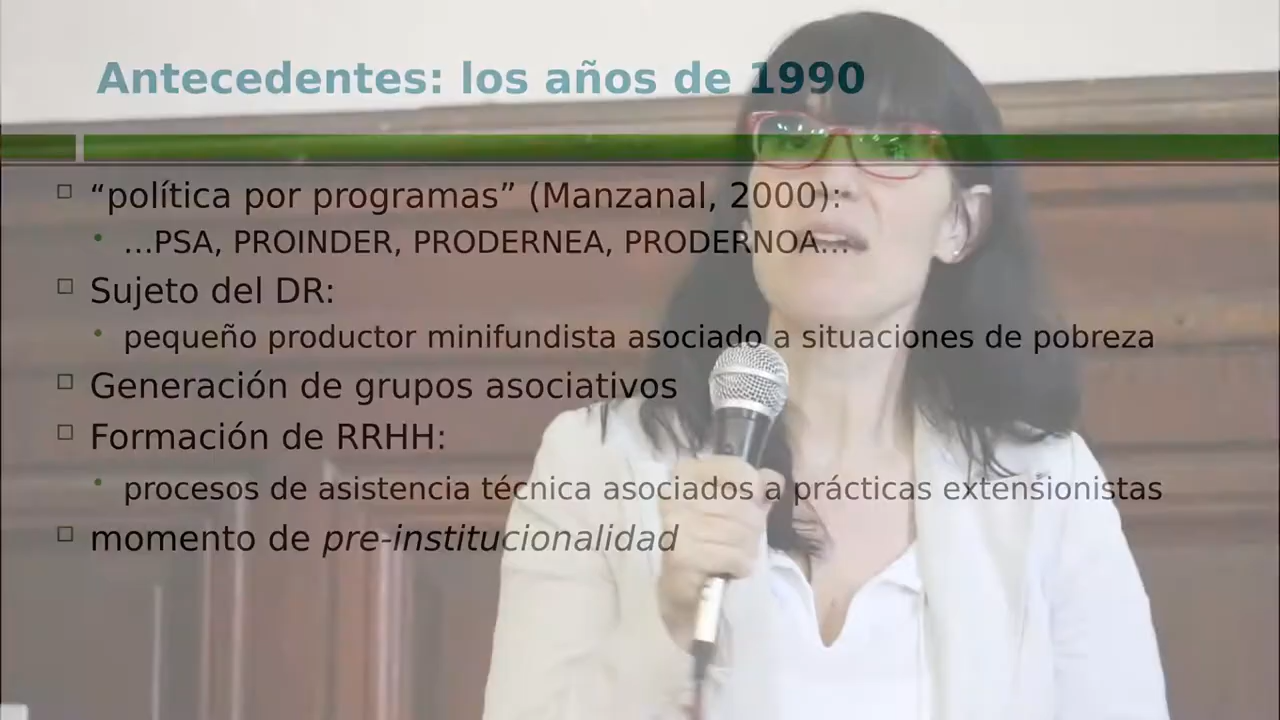 Antecedentes: los años de 1990
“política por programas” (Manzanal, 2000):
...PSA, PROINDER, PRODERNEA, PRODERNOA...
Sujeto del DR:
pequeño productor minifundista asociado a situaciones de pobreza
Generación de grupos asociativos
Formación de RRHH:
procesos de asistencia técnica asociados a prácticas extensionistas
momento de pre-institucionalidad